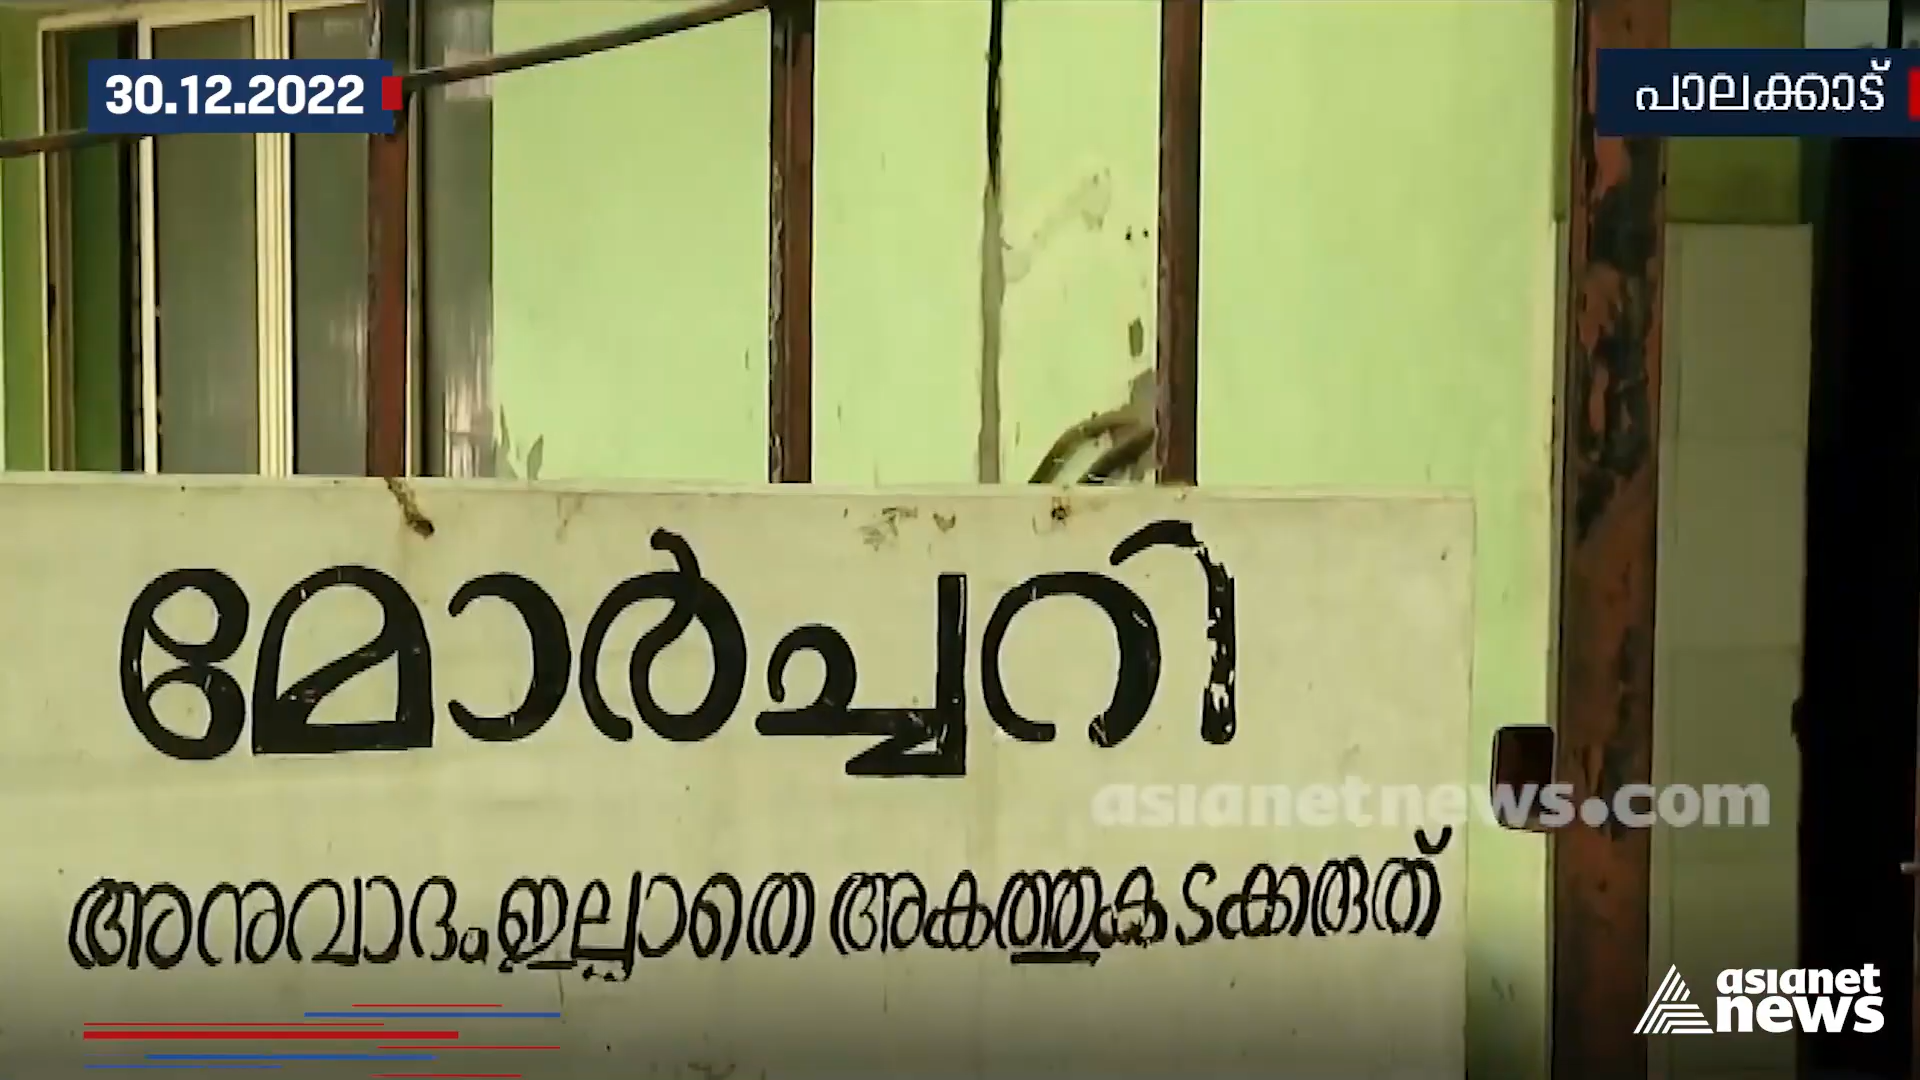 30.12.2022
പാലക്കാട്
മോർച്ചറി
asianetnews.com
അനുവാദം ഇല്ലാതെ അകത്തുകടക്കരുത്
asianet
news